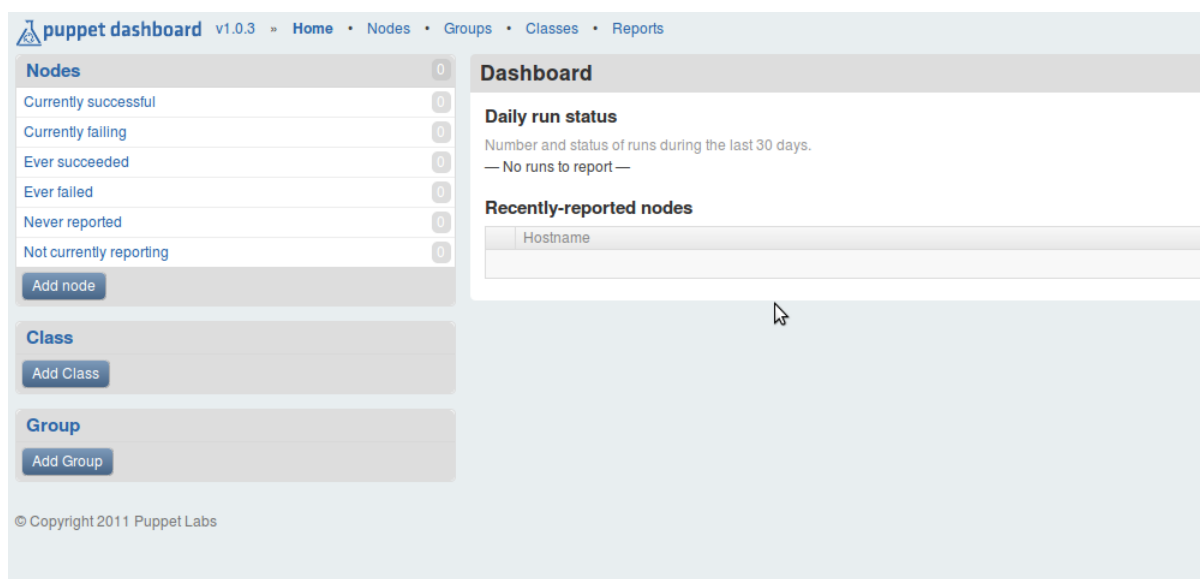 puppet dashboard v1.0.3 » Home • Nodes • Groups • Classes • Reports
Nodes 0
Currently successful 0
Currently failing 0
Ever succeeded 0
Ever failed 0
Never reported 0
Not currently reporting 0
Add node
Class
Add Class
Group
Add Group
© Copyright 2011 Puppet Labs
Dashboard
Daily run status
Number and status of runs during the last 30 days.
— No runs to report —
Recently-reported nodes
Hostname